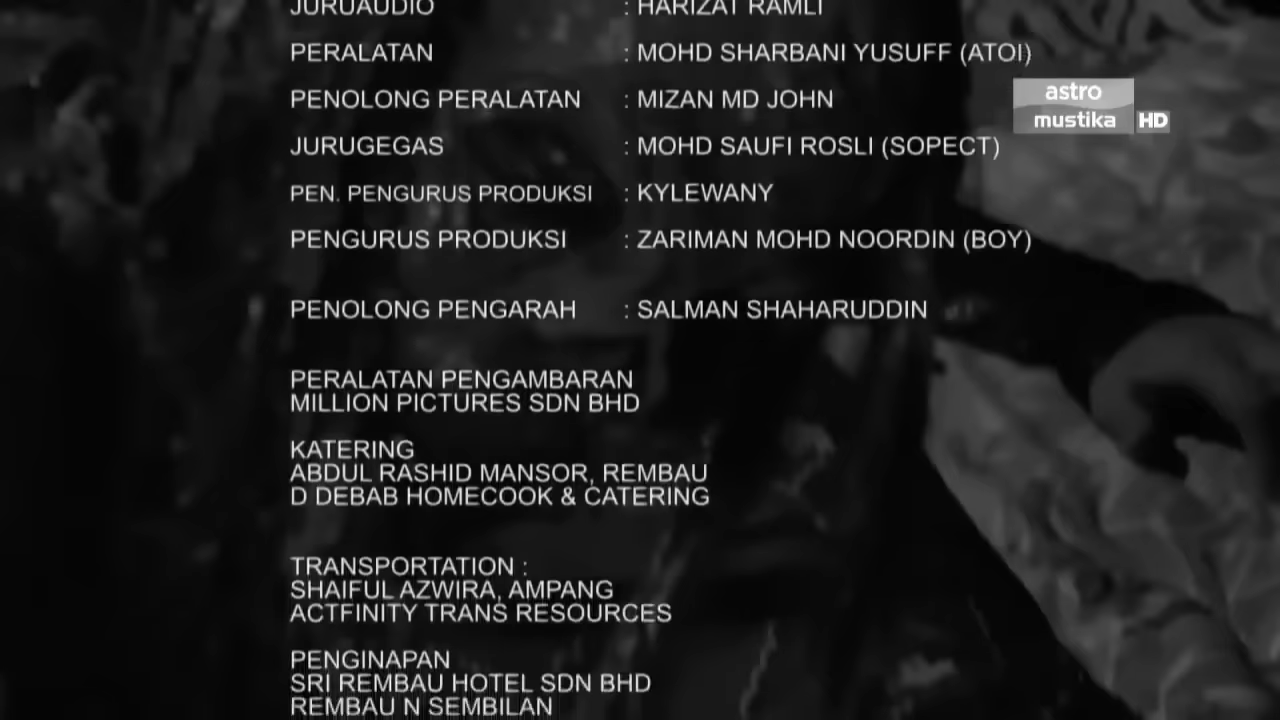 JURUAUDIO : HARIZAT RAMLI
PERALATAN : MOHD SHARBANI YUSUFF (ATOI)
PENOLONG PERALATAN : MIZAN MD JOHN
JURUGEGAS : MOHD SAUFI ROSLI (SOPECT)
PEN. PENGURUS PRODUKSI : KYLEWANY
PENGURUS PRODUKSI : ZARIMAN MOHD NOORDIN (BOY)
PENOLONG PENGARAH : SALMAN SHAHARUDDIN
PERALATAN PENGAMBARAN
MILLION PICTURES SDN BHD
KATERING
ABDUL RASHID MANSOR, REMBAU
D DEBAB HOMECOOK & CATERING
TRANSPORTATION :
SHAIFUL AZWIRA, AMPANG
ACTFINITY TRANS RESOURCES
PENGINAPAN
SRI REMBAU HOTEL SDN BHD
REMBAU N SEMBILAN
astro
mustika HD